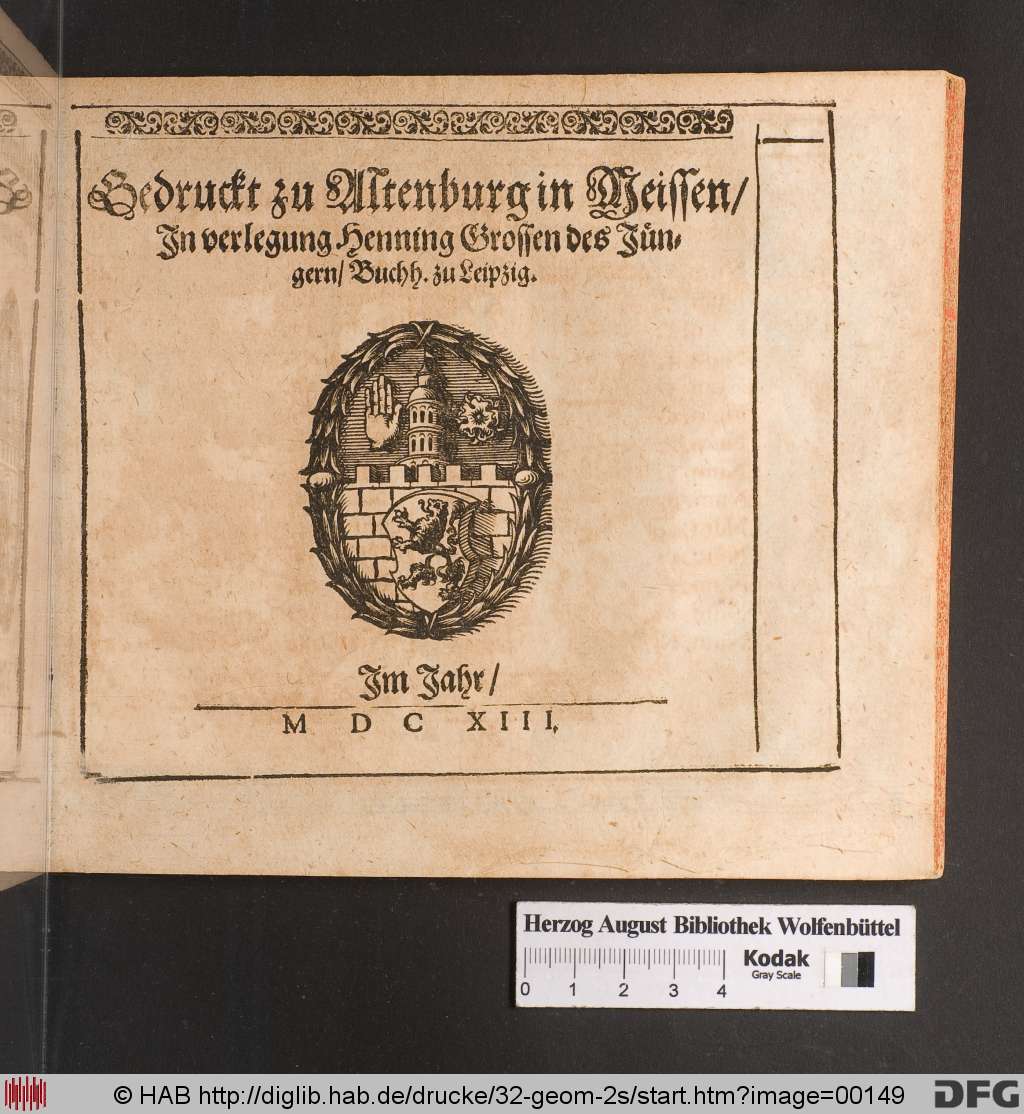 Gedruckt zu Altenburg in Meissen/
In verlegung Henning Grossen des Jün-
gern/ Buchh. zu Leipzig.
Im Jahr/
M D C XIII.
Herzog August Bibliothek Wolfenbüttel
Kodak
Gray Scale
0 1 2 3 4
© HAB http://diglib.hab.de/drucke/32-geom-2s/start.htm?image=00149
DFG